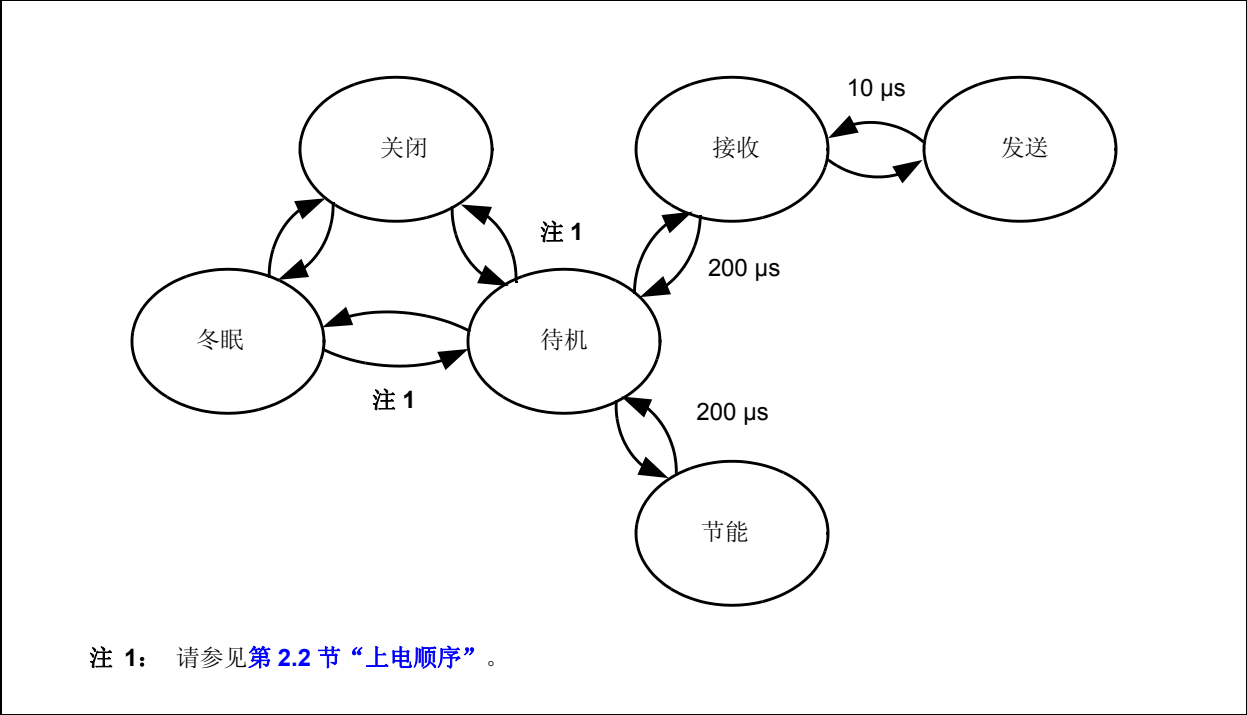 10 µs
关闭
接收
发送
注 1
200 µs
冬眠
待机
注 1
200 µs
节能
注 1： 请参见第 2.2 节“上电顺序”。